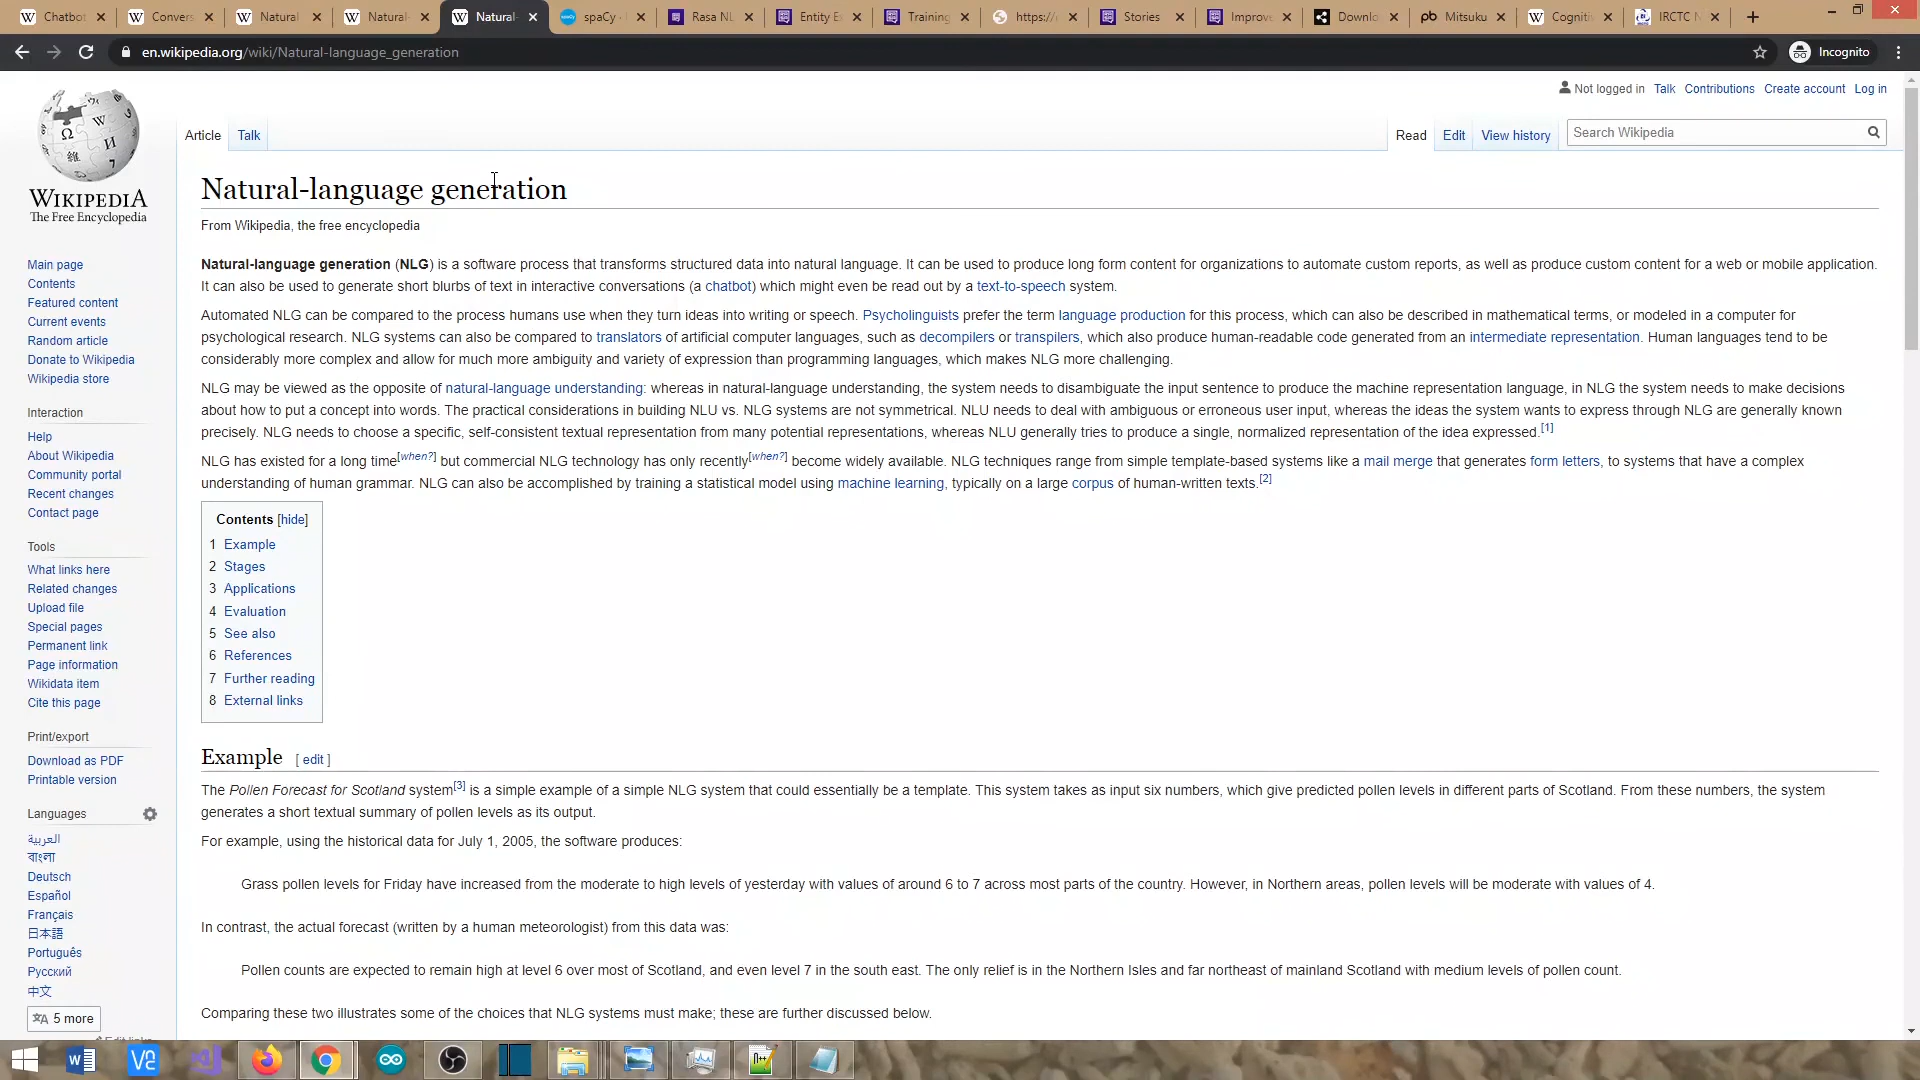 Chatbot
Convers
Natural
Natural-
Natural-
spaCy ·
Rasa NL
Entity E
Training
https://
Stories
Improv
Downlo
Mitsuku
Cogniti
IRCTC
en.wikipedia.org/wiki/Natural-language_generation
Incognito
Not logged in Talk Contributions Create account Log in
Article Talk
Read Edit View history
Search Wikipedia
WIKIPEDIA
The Free Encyclopedia
Main page
Contents
Featured content
Current events
Random article
Donate to Wikipedia
Wikipedia store
Interaction
Help
About Wikipedia
Community portal
Recent changes
Contact page
Tools
What links here
Related changes
Upload file
Special pages
Permanent link
Page information
Wikidata item
Cite this page
Print/export
Download as PDF
Printable version
Languages
العربية
বাংলা
Deutsch
Español
Français
日本語
Português
Русский
中文
5 more
Edit links
Natural-language generation
From Wikipedia, the free encyclopedia
Natural-language generation (NLG) is a software process that transforms structured data into natural language. It can be used to produce long form content for organizations to automate custom reports, as well as produce custom content for a web or mobile application.
It can also be used to generate short blurbs of text in interactive conversations (a chatbot) which might even be read out by a text-to-speech system.
Automated NLG can be compared to the process humans use when they turn ideas into writing or speech. Psycholinguists prefer the term language production for this process, which can also be described in mathematical terms, or modeled in a computer for
psychological research. NLG systems can also be compared to translators of artificial computer languages, such as decompilers or transpilers, which also produce human-readable code generated from an intermediate representation. Human languages tend to be
considerably more complex and allow for much more ambiguity and variety of expression than programming languages, which makes NLG more challenging.
NLG may be viewed as the opposite of natural-language understanding: whereas in natural-language understanding, the system needs to disambiguate the input sentence to produce the machine representation language, in NLG the system needs to make decisions
about how to put a concept into words. The practical considerations in building NLU vs. NLG systems are not symmetrical. NLU needs to deal with ambiguous or erroneous user input, whereas the ideas the system wants to express through NLG are generally known
precisely. NLG needs to choose a specific, self-consistent textual representation from many potential representations, whereas NLU generally tries to produce a single, normalized representation of the idea expressed.[1]
NLG has existed for a long time[when?] but commercial NLG technology has only recently[when?] become widely available. NLG techniques range from simple template-based systems like a mail merge that generates form letters, to systems that have a complex
understanding of human grammar. NLG can also be accomplished by training a statistical model using machine learning, typically on a large corpus of human-written texts.[2]
Contents [hide]
1 Example
2 Stages
3 Applications
4 Evaluation
5 See also
6 References
7 Further reading
8 External links
Example [ edit ]
The Pollen Forecast for Scotland system[3] is a simple example of a simple NLG system that could essentially be a template. This system takes as input six numbers, which give predicted pollen levels in different parts of Scotland. From these numbers, the system
generates a short textual summary of pollen levels as its output.
For example, using the historical data for July 1, 2005, the software produces:
Grass pollen levels for Friday have increased from the moderate to high levels of yesterday with values of around 6 to 7 across most parts of the country. However, in Northern areas, pollen levels will be moderate with values of 4.
In contrast, the actual forecast (written by a human meteorologist) from this data was:
Pollen counts are expected to remain high at level 6 over most of Scotland, and even level 7 in the south east. The only relief is in the Northern Isles and far northeast of mainland Scotland with medium levels of pollen count.
Comparing these two illustrates some of the choices that NLG systems must make; these are further discussed below.